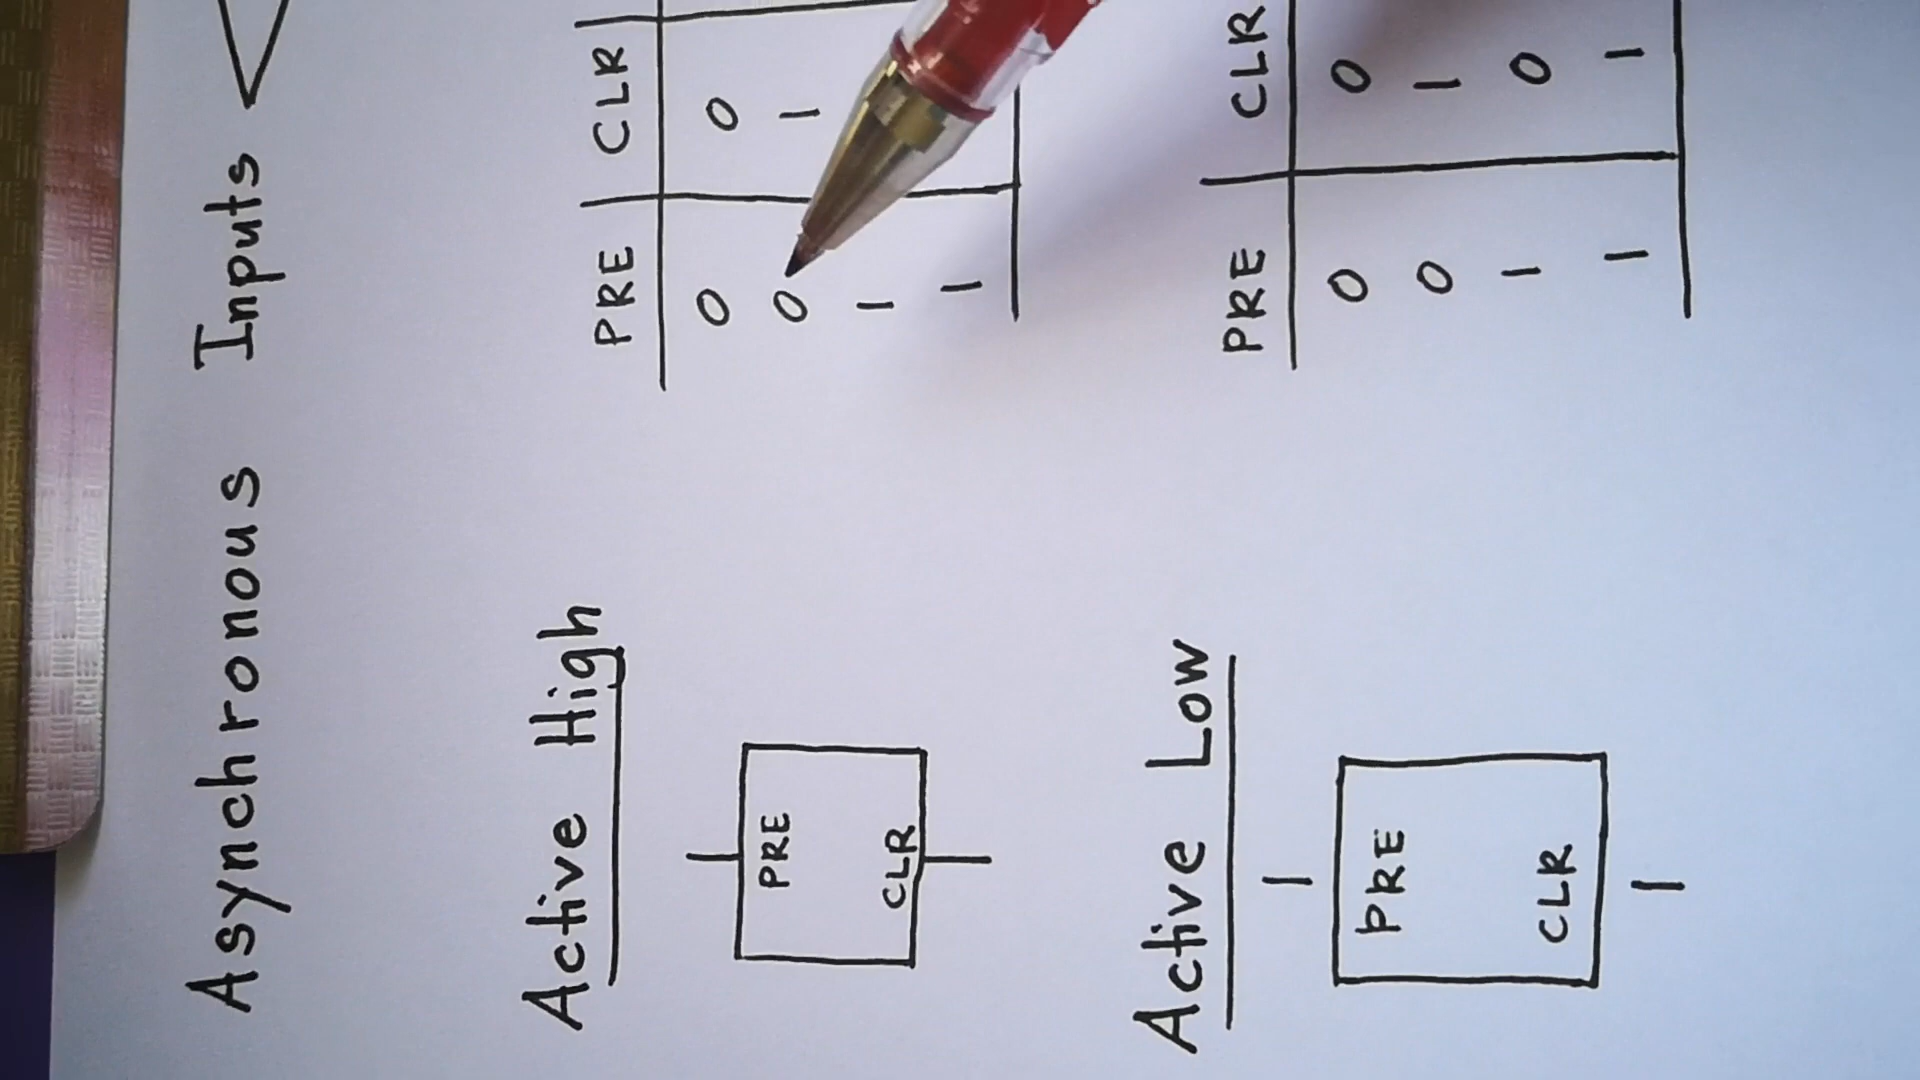 Asynchronous Inputs
Active High
PRE CLR
0 0
0 1
1
1
PRE
CLR
Active Low
PRE CLR
0 0
0 1
1 0
1 1
PRE
CLR